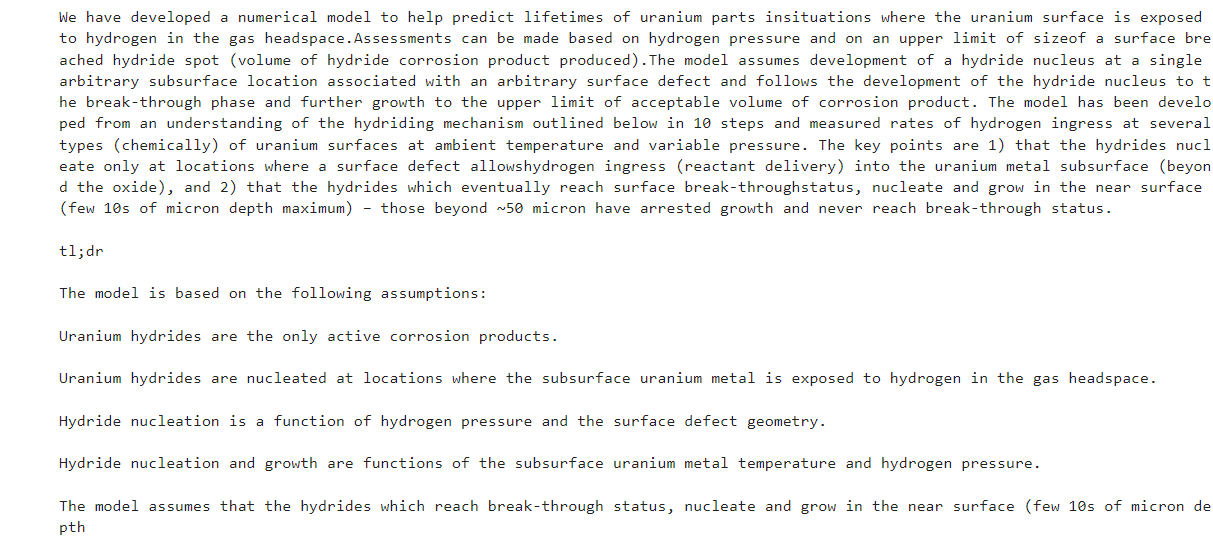 We have developed a numerical model to help predict lifetimes of uranium parts insituations where the uranium surface is exposed
to hydrogen in the gas headspace.Assessments can be made based on hydrogen pressure and on an upper limit of sizeof a surface bre
ached hydride spot (volume of hydride corrosion product produced).The model assumes development of a hydride nucleus at a single
arbitrary subsurface location associated with an arbitrary surface defect and follows the development of the hydride nucleus to t
he break-through phase and further growth to the upper limit of acceptable volume of corrosion product. The model has been develo
ped from an understanding of the hydriding mechanism outlined below in 10 steps and measured rates of hydrogen ingress at several
types (chemically) of uranium surfaces at ambient temperature and variable pressure. The key points are 1) that the hydrides nucl
eate only at locations where a surface defect allowshydrogen ingress (reactant delivery) into the uranium metal subsurface (beyon
d the oxide), and 2) that the hydrides which eventually reach surface break-throughstatus, nucleate and grow in the near surface
(few 10s of micron depth maximum) – those beyond ~50 micron have arrested growth and never reach break-through status.
tl;dr
The model is based on the following assumptions:
Uranium hydrides are the only active corrosion products.
Uranium hydrides are nucleated at locations where the subsurface uranium metal is exposed to hydrogen in the gas headspace.
Hydride nucleation is a function of hydrogen pressure and the surface defect geometry.
Hydride nucleation and growth are functions of the subsurface uranium metal temperature and hydrogen pressure.
The model assumes that the hydrides which reach break-through status, nucleate and grow in the near surface (few 10s of micron de
pth